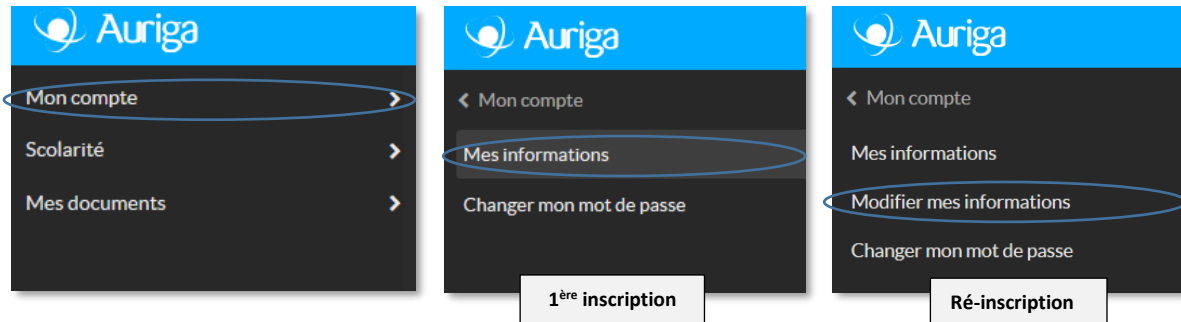 Auriga
Mon compte
Scolarité
Mes documents
Auriga
Mon compte
Mes informations
Changer mon mot de passe
1ère inscription
Auriga
Mon compte
Mes informations
Modifier mes informations
Changer mon mot de passe
Ré-inscription